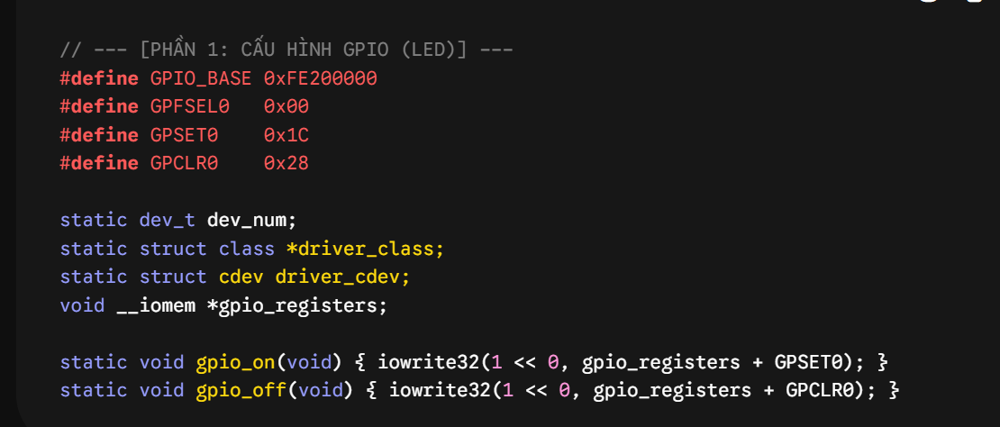 // --- [PHẦN 1: CẤU HÌNH GPIO (LED)] ---
#define GPIO_BASE 0xFE200000
#define GPFSEL0   0x00
#define GPSET0    0x1C
#define GPCLR0    0x28
static dev_t dev_num;
static struct class *driver_class;
static struct cdev driver_cdev;
void __iomem *gpio_registers;
static void gpio_on(void) { iowrite32(1 << 0, gpio_registers + GPSET0); }
static void gpio_off(void) { iowrite32(1 << 0, gpio_registers + GPCLR0); }